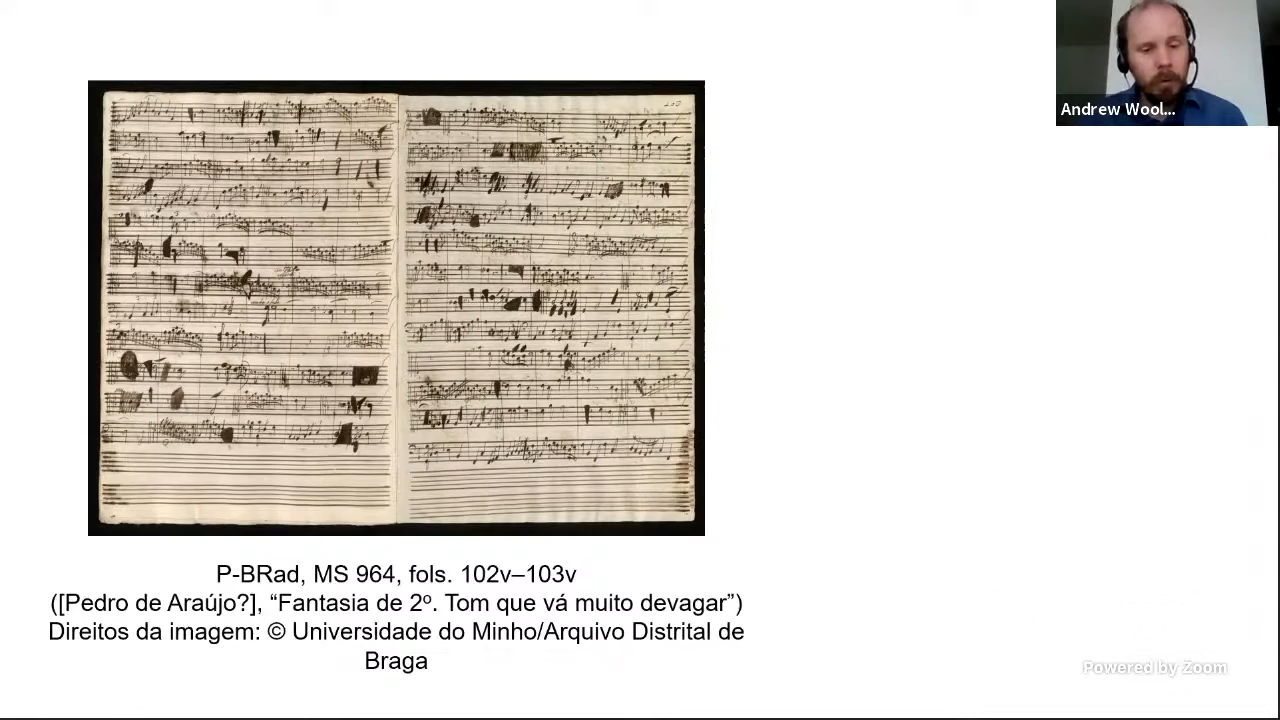 Andrew Wool...
P-BRad, MS 964, fols. 102v–103v
([Pedro de Araújo?], “Fantasia de 2º. Tom que vá muito devagar”)
Direitos da imagem: © Universidade do Minho/Arquivo Distrital de
Braga
Powered by Zoom